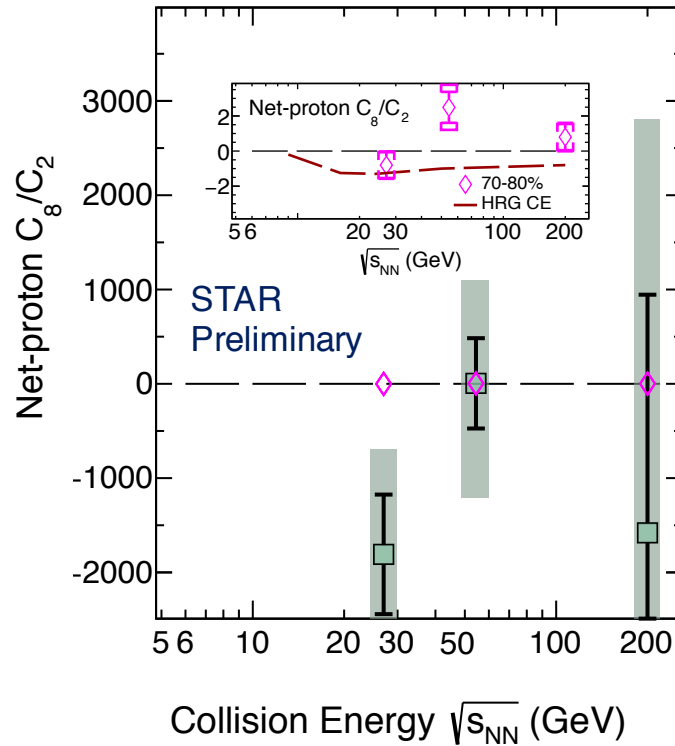 Net-proton C8/C2
3000
2000
1000
0
-1000
-2000
Net-proton C8/C2
2
0
−2
70-80%
HRG CE
5 6 20 30 100 200
√sNN (GeV)
STAR
Preliminary
5 6 10 20 30 50 100 200
Collision Energy √sNN (GeV)